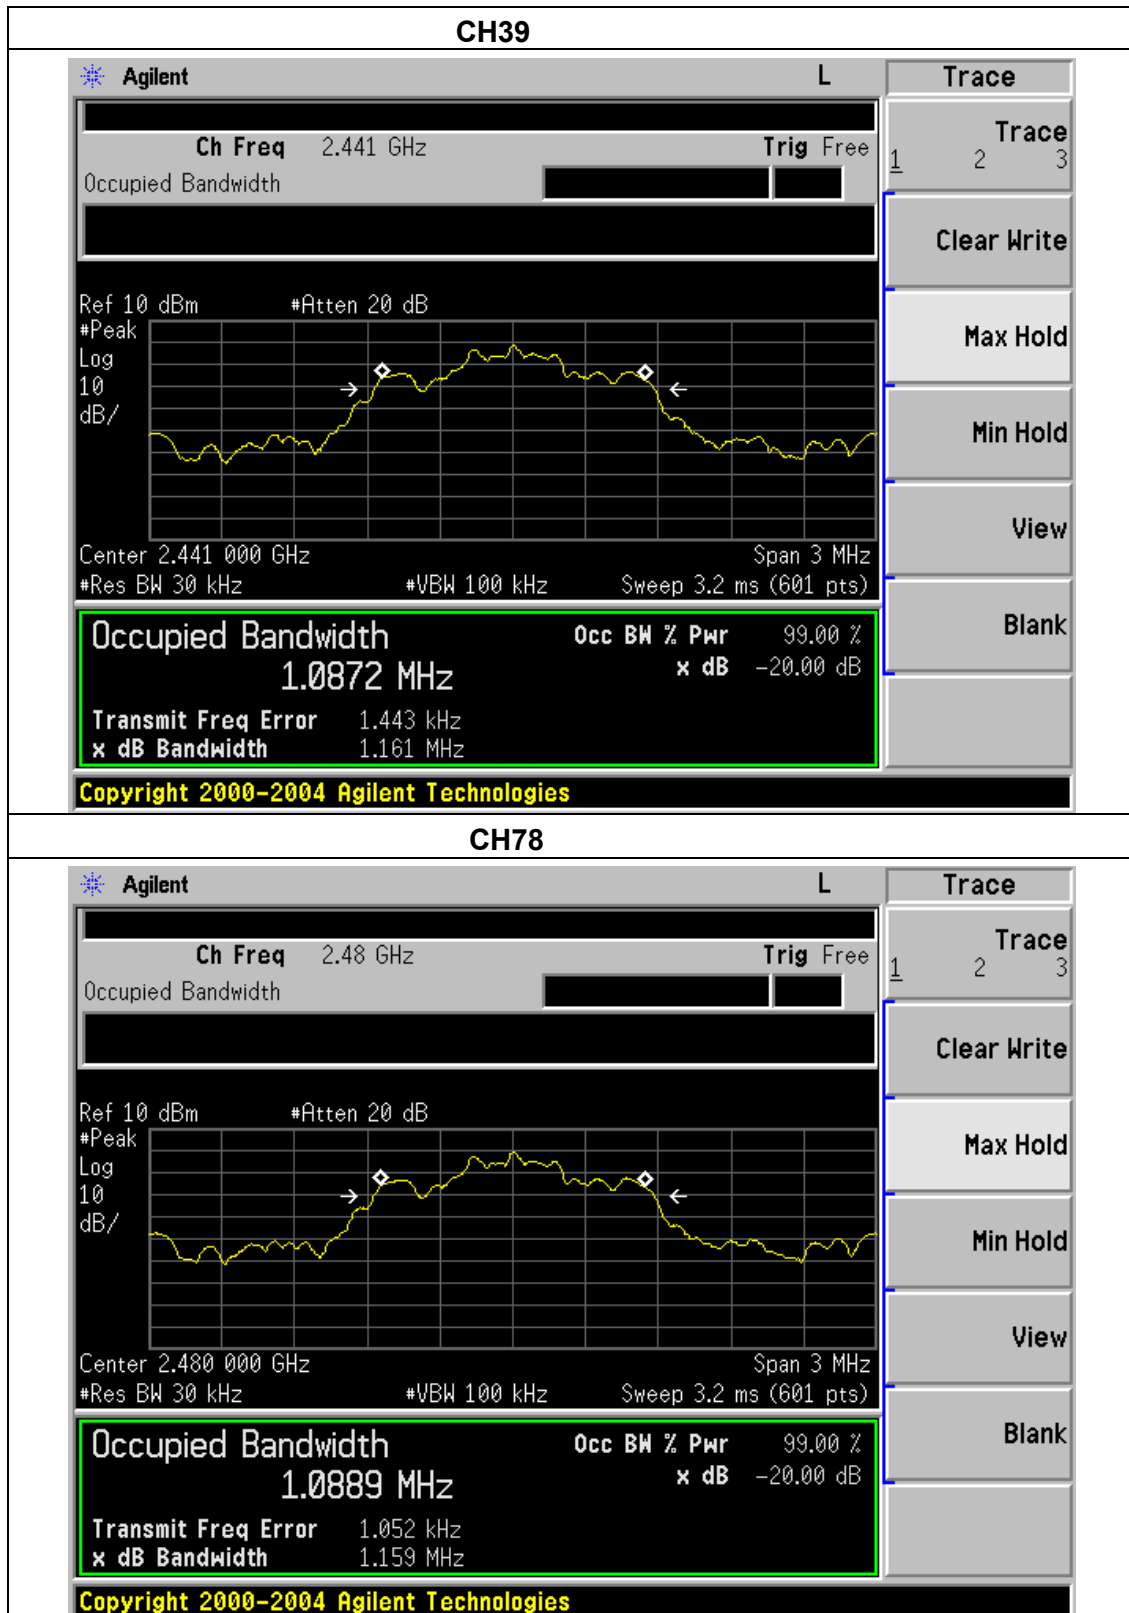 CH39
Agilent L Trace
Ch Freq 2.441 GHz Trig Free
Trace
1 2 3
Occupied Bandwidth
Clear Write
Ref 10 dBm #Atten 20 dB
#Peak
Log
10
dB/
Max Hold
Min Hold
View
Center 2.441 000 GHz Span 3 MHz
#Res BW 30 kHz #VBW 100 kHz Sweep 3.2 ms (601 pts)
Blank
Occupied Bandwidth Occ BW % Pwr 99.00 %
1.0872 MHz x dB -20.00 dB
Transmit Freq Error 1.443 kHz
x dB Bandwidth 1.161 MHz
Copyright 2000-2004 Agilent Technologies
CH78
Agilent L Trace
Ch Freq 2.48 GHz Trig Free
Trace
1 2 3
Occupied Bandwidth
Clear Write
Ref 10 dBm #Atten 20 dB
#Peak
Log
10
dB/
Max Hold
Min Hold
View
Center 2.480 000 GHz Span 3 MHz
#Res BW 30 kHz #VBW 100 kHz Sweep 3.2 ms (601 pts)
Blank
Occupied Bandwidth Occ BW % Pwr 99.00 %
1.0889 MHz x dB -20.00 dB
Transmit Freq Error 1.052 kHz
x dB Bandwidth 1.159 MHz
Copyright 2000-2004 Agilent Technologies